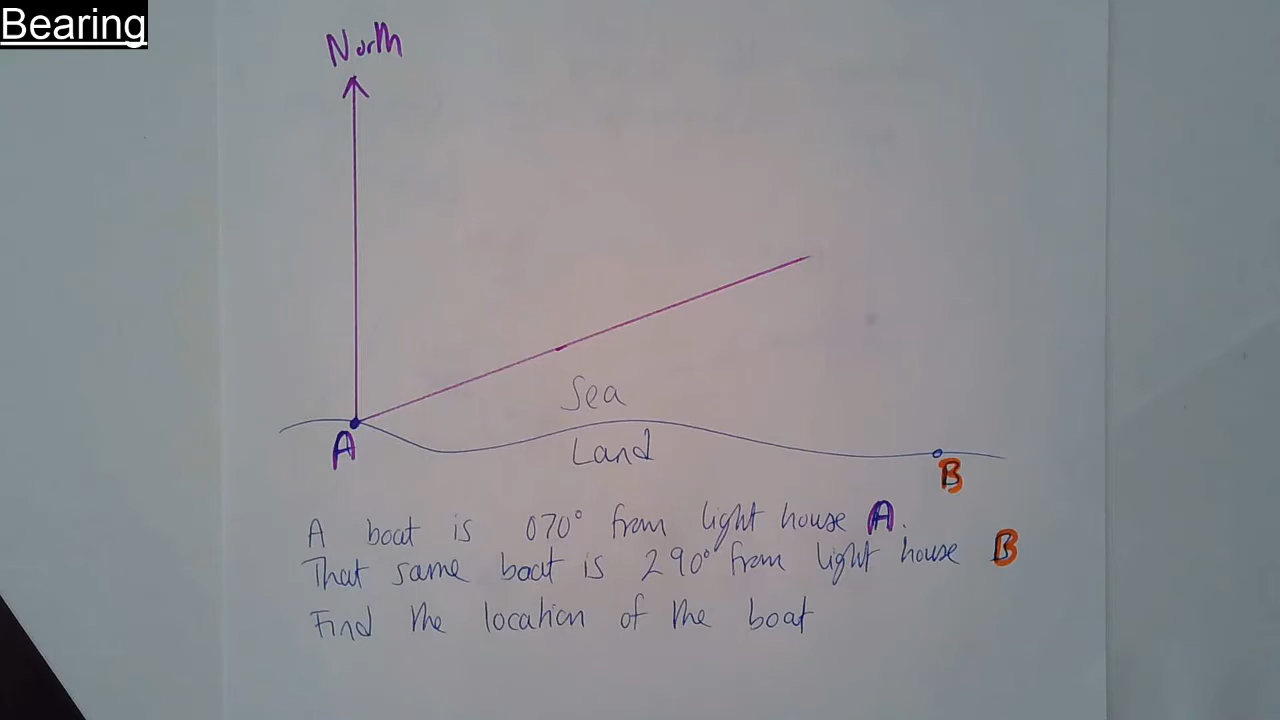 Bearing
North
Sea
Land
A
B
A boat is 070° from light house A.
That same boat is 290° from light house B
Find the location of the boat